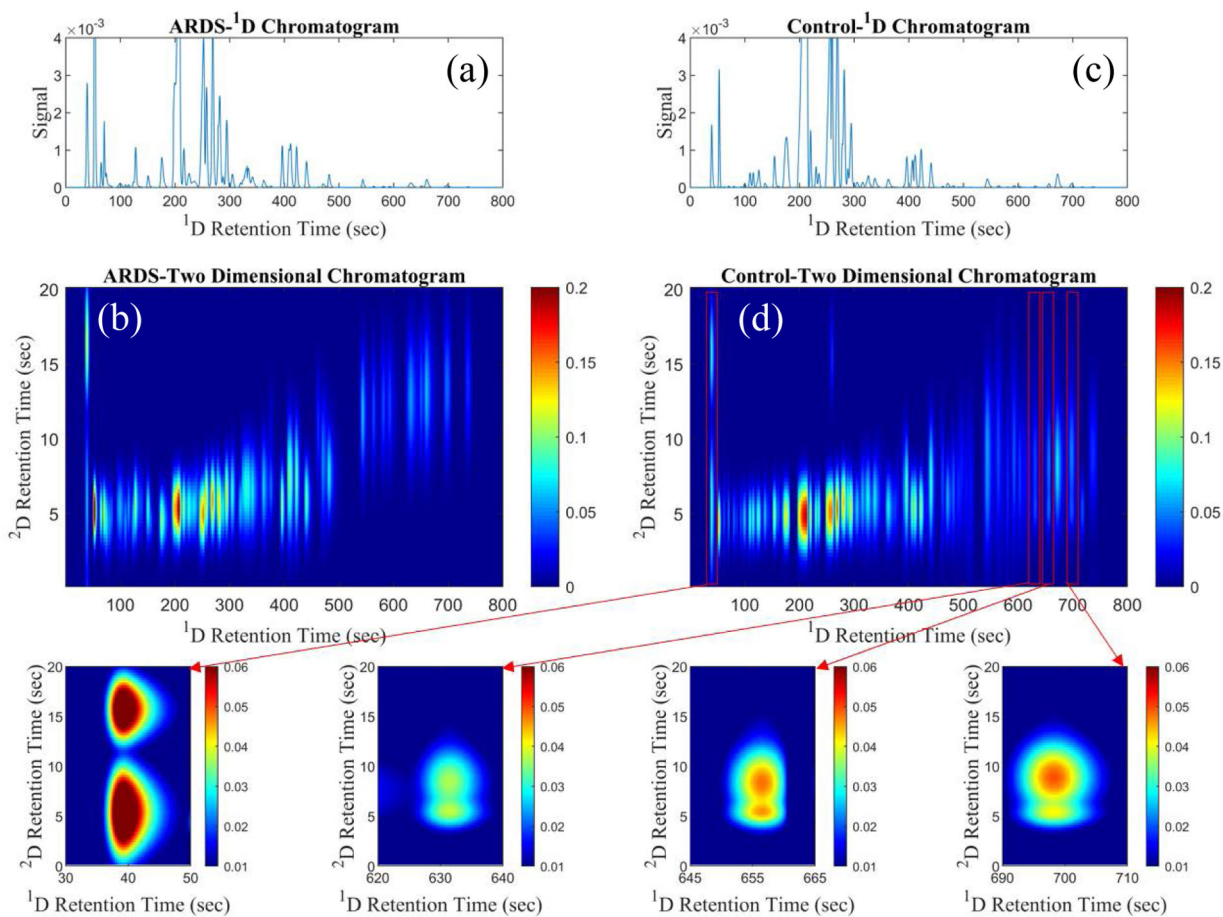 ARDS-¹D Chromatogram
×10⁻³
(a)
4
3
2
1
0
Signal
0 100 200 300 400 500 600 700 800
¹D Retention Time (sec)
Control-¹D Chromatogram
×10⁻³
(c)
4
3
2
1
0
0 100 200 300 400 500 600 700 800
¹D Retention Time (sec)
ARDS-Two Dimensional Chromatogram
(b)
20
15
10
5
²D Retention Time (sec)
100 200 300 400 500 600 700 800
¹D Retention Time (sec)
0.2
0.15
0.1
0.05
0
Control-Two Dimensional Chromatogram
(d)
20
15
10
5
²D Retention Time (sec)
100 200 300 400 500 600 700 800
¹D Retention Time (sec)
0.2
0.15
0.1
0.05
0
20
15
10
5
0
²D Retention Time (sec)
30 40 50
¹D Retention Time (sec)
0.06
0.05
0.04
0.03
0.02
0.01
20
15
10
5
0
²D Retention Time (sec)
620 630 640
¹D Retention Time (sec)
0.06
0.05
0.04
0.03
0.02
0.01
20
15
10
5
0
²D Retention Time (sec)
645 655 665
¹D Retention Time (sec)
0.06
0.05
0.04
0.03
0.02
0.01
20
15
10
5
0
²D Retention Time (sec)
690 700 710
¹D Retention Time (sec)
0.06
0.05
0.04
0.03
0.02
0.01